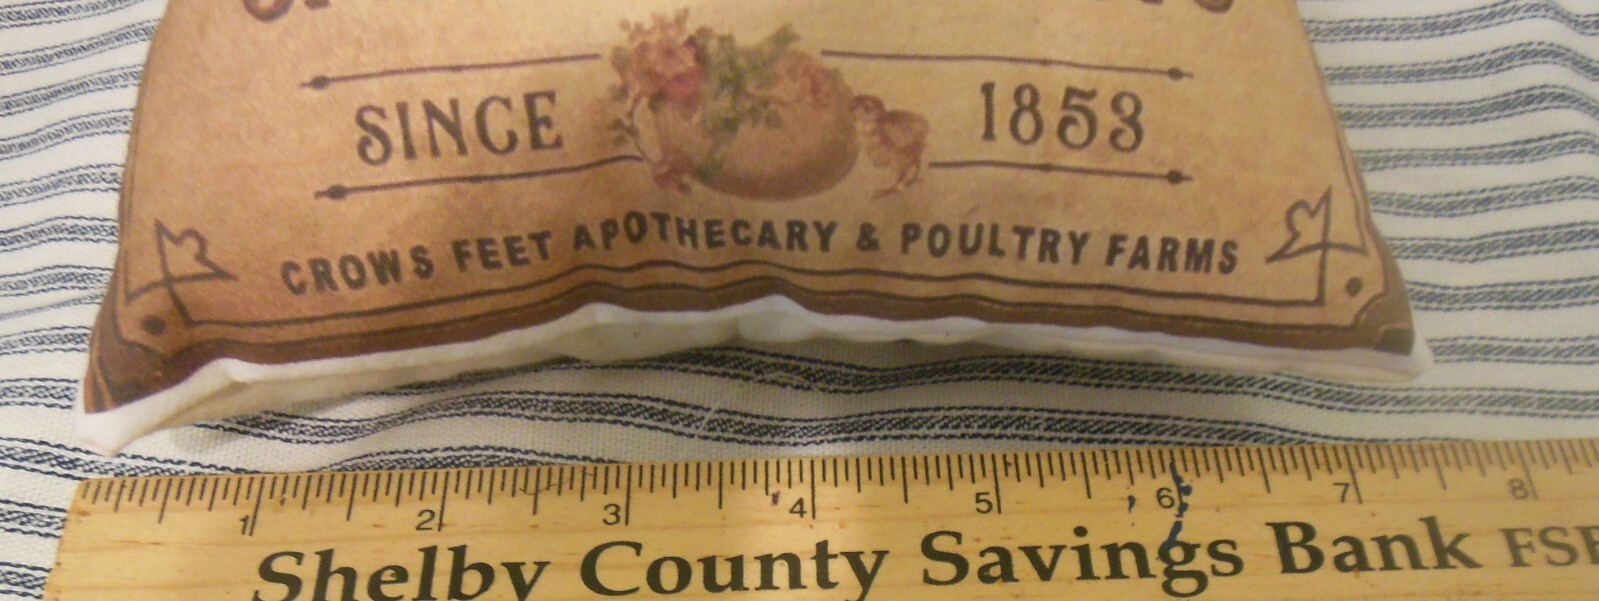 SINCE 1853
CROWS FEET APOTHECARY & POULTRY FARMS
1 2 3 4 5 6 7 8
Shelby County Savings Bank FSB